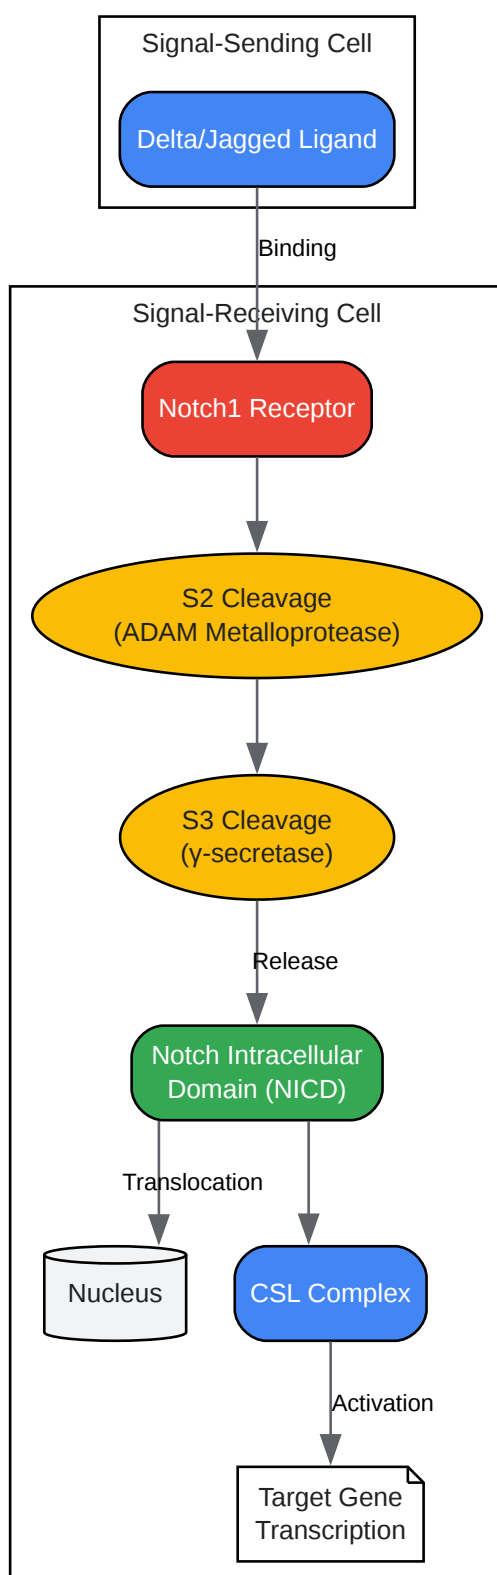 Signal-Sending Cell
Delta/Jagged Ligand
Binding
Signal-Receiving Cell
Notch1 Receptor
S2 Cleavage
(ADAM Metalloprotease)
S3 Cleavage
(γ-secretase)
Release
Notch Intracellular
Domain (NICD)
Translocation
Nucleus
CSL Complex
Activation
Target Gene
Transcription